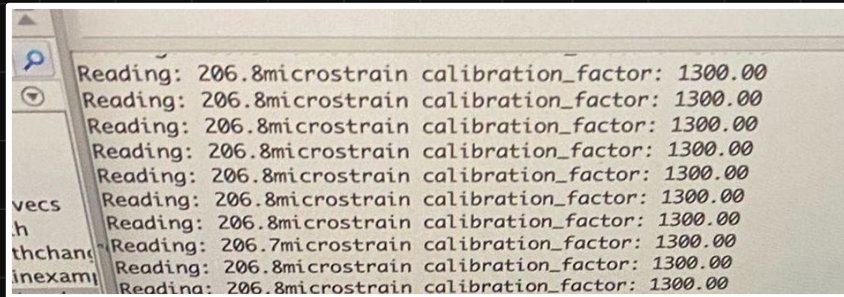 Reading: 206.8microstrain calibration_factor: 1300.00
Reading: 206.8microstrain calibration_factor: 1300.00
Reading: 206.8microstrain calibration_factor: 1300.00
Reading: 206.8microstrain calibration_factor: 1300.00
Reading: 206.8microstrain calibration_factor: 1300.00
vecs Reading: 206.8microstrain calibration_factor: 1300.00
.h Reading: 206.8microstrain calibration_factor: 1300.00
thchang Reading: 206.7microstrain calibration_factor: 1300.00
inexamp Reading: 206.8microstrain calibration_factor: 1300.00
Reading: 206.8microstrain calibration_factor: 1300.00